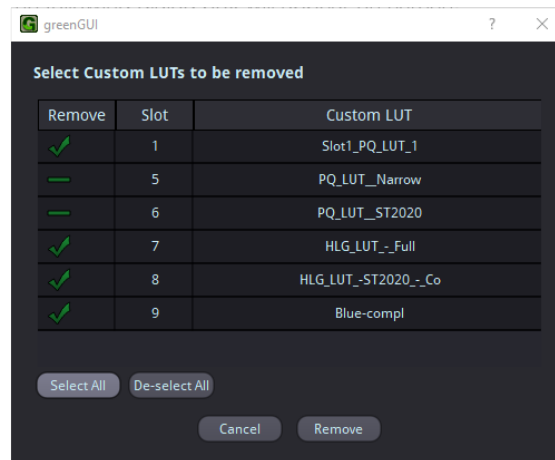 greenGUI ? ×
Select Custom LUTs to be removed
Remove Slot Custom LUT
1 Slot1_PQ_LUT_1
5 PQ_LUT__Narrow
6 PQ_LUT__ST2020
7 HLG_LUT_-_Full
8 HLG_LUT_-ST2020_-_Co
9 Blue-compl
Select All De-select All
Cancel Remove